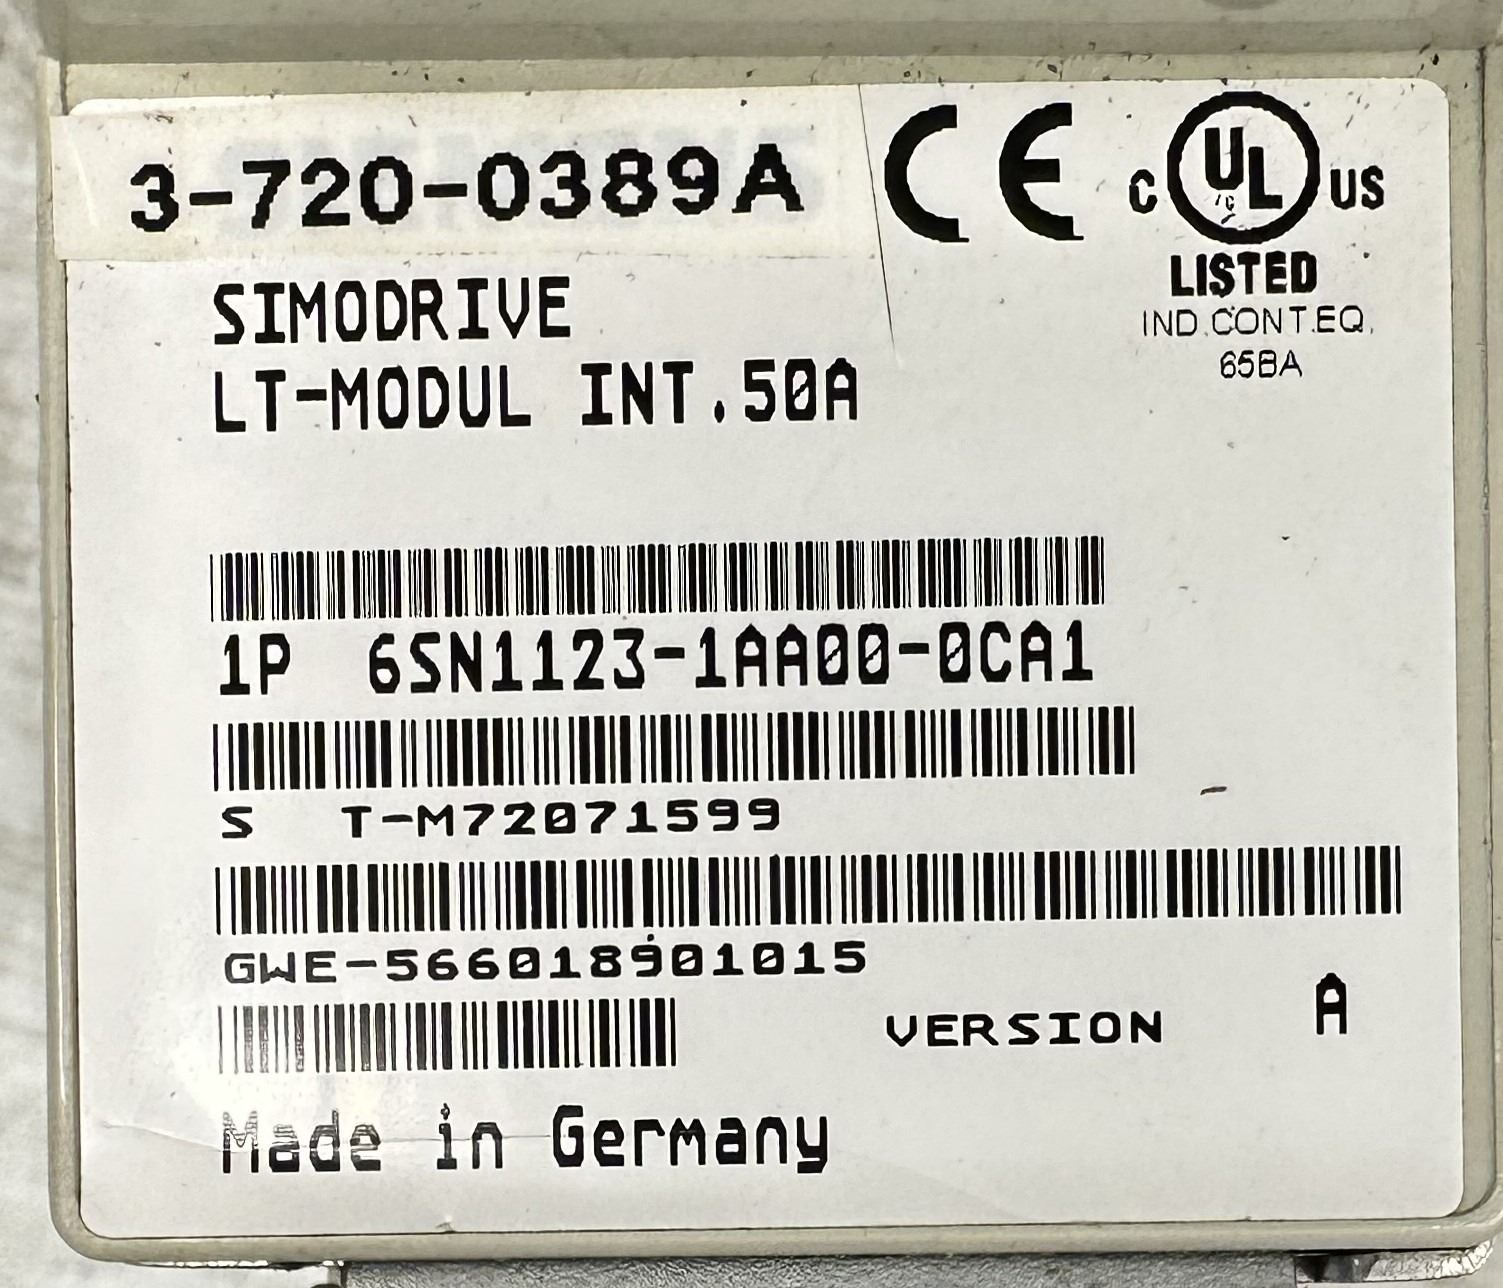 3-720-0389A
CE
C UL US
LISTED
IND.CONT.EQ.
65BA
SIMODRIVE
LT-MODUL INT.50A
1P 6SN1123-1AA00-0CA1
S T-M72071599
GWE-566018901015
VERSION A
Made in Germany